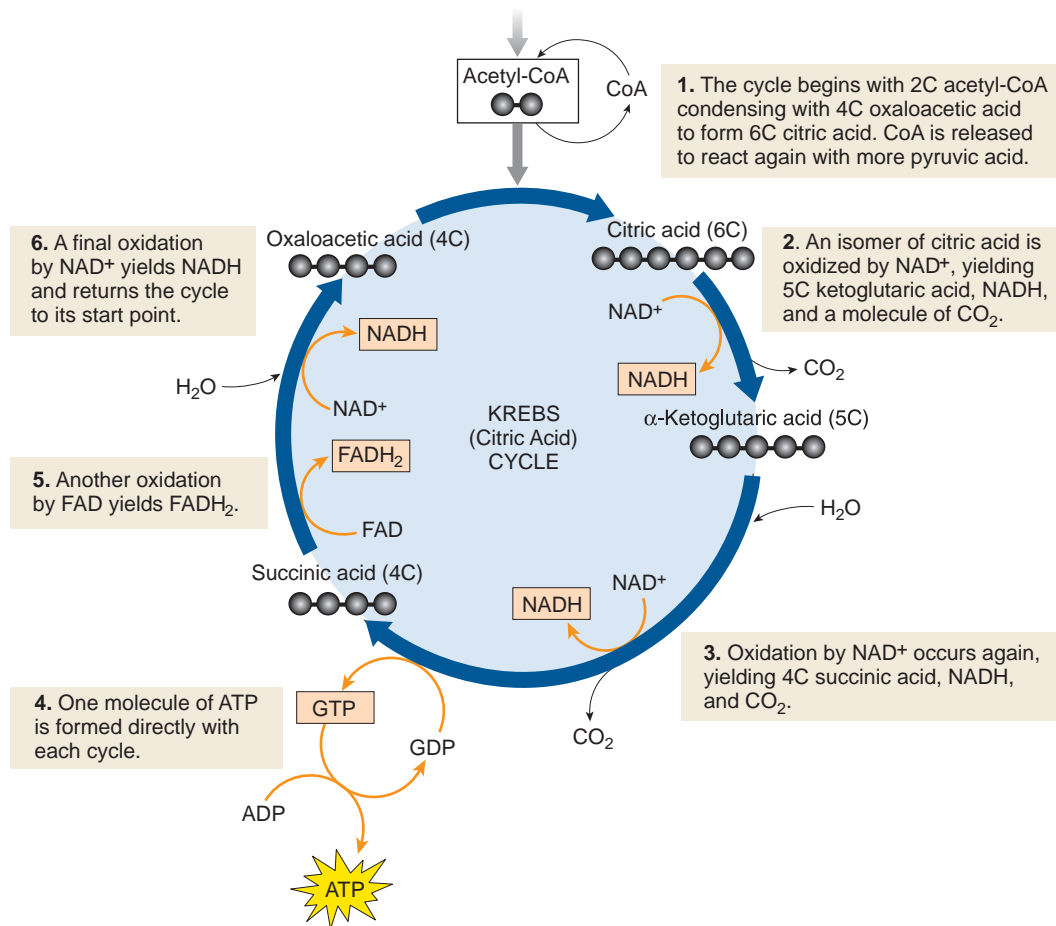 Acetyl-CoA
CoA
1. The cycle begins with 2C acetyl-CoA
condensing with 4C oxaloacetic acid
to form 6C citric acid. CoA is released
to react again with more pyruvic acid.
6. A final oxidation
by NAD+ yields NADH
and returns the cycle
to its start point.
Oxaloacetic acid (4C)
Citric acid (6C)
2. An isomer of citric acid is
oxidized by NAD+, yielding
5C ketoglutaric acid, NADH,
and a molecule of CO2.
NAD+
NADH
CO2
NADH
H2O
NAD+
KREBS
(Citric Acid)
CYCLE
α-Ketoglutaric acid (5C)
FADH2
5. Another oxidation
by FAD yields FADH2.
FAD
H2O
Succinic acid (4C)
NAD+
NADH
3. Oxidation by NAD+ occurs again,
yielding 4C succinic acid, NADH,
and CO2.
4. One molecule of ATP
is formed directly with
each cycle.
GTP
GDP
CO2
ADP
ATP